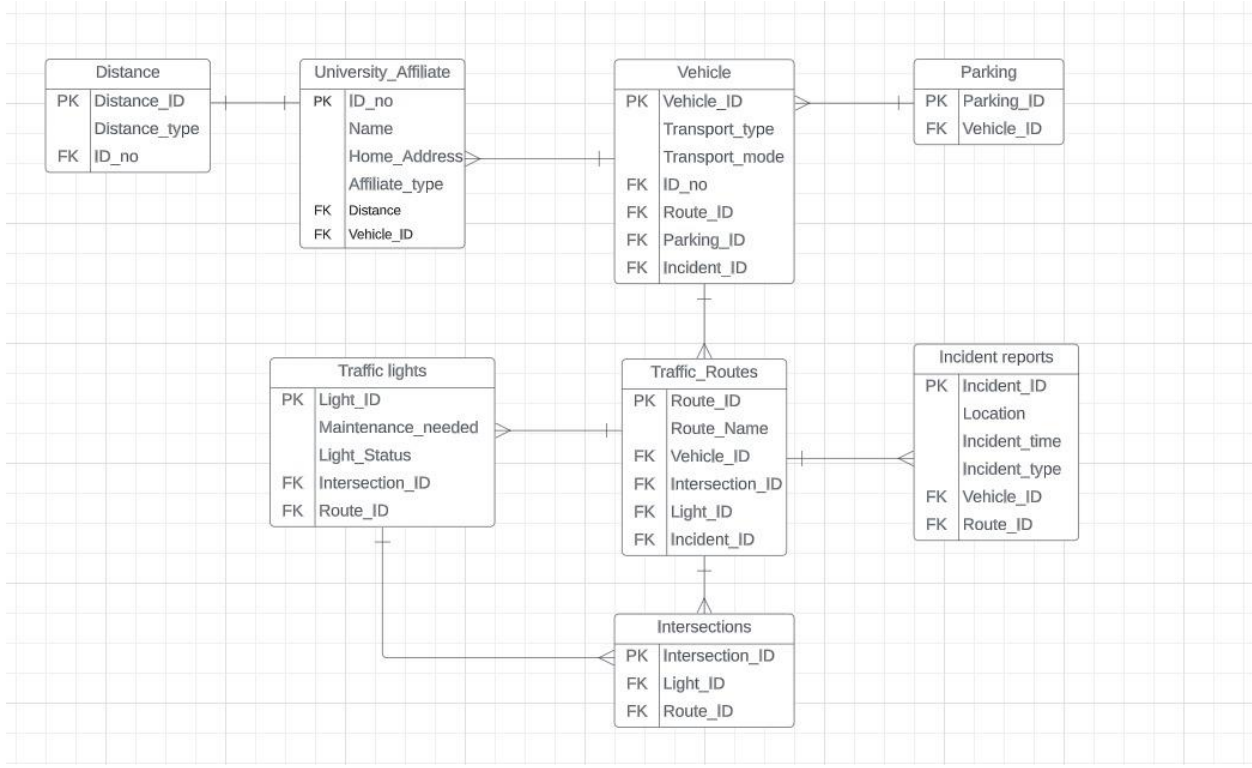 Distance
PK Distance_ID
Distance_type
FK ID_no
University_Affiliate
PK ID_no
Name
Home_Address
Affiliate_type
FK Distance
FK Vehicle_ID
Vehicle
PK Vehicle_ID
Transport_type
Transport_mode
FK ID_no
FK Route_ID
FK Parking_ID
FK Incident_ID
Parking
PK Parking_ID
FK Vehicle_ID
Traffic lights
PK Light_ID
Maintenance_needed
Light_Status
FK Intersection_ID
FK Route_ID
Traffic_Routes
PK Route_ID
Route_Name
FK Vehicle_ID
FK Intersection_ID
FK Light_ID
FK Incident_ID
Incident reports
PK Incident_ID
Location
Incident_time
Incident_type
FK Vehicle_ID
FK Route_ID
Intersections
PK Intersection_ID
FK Light_ID
FK Route_ID